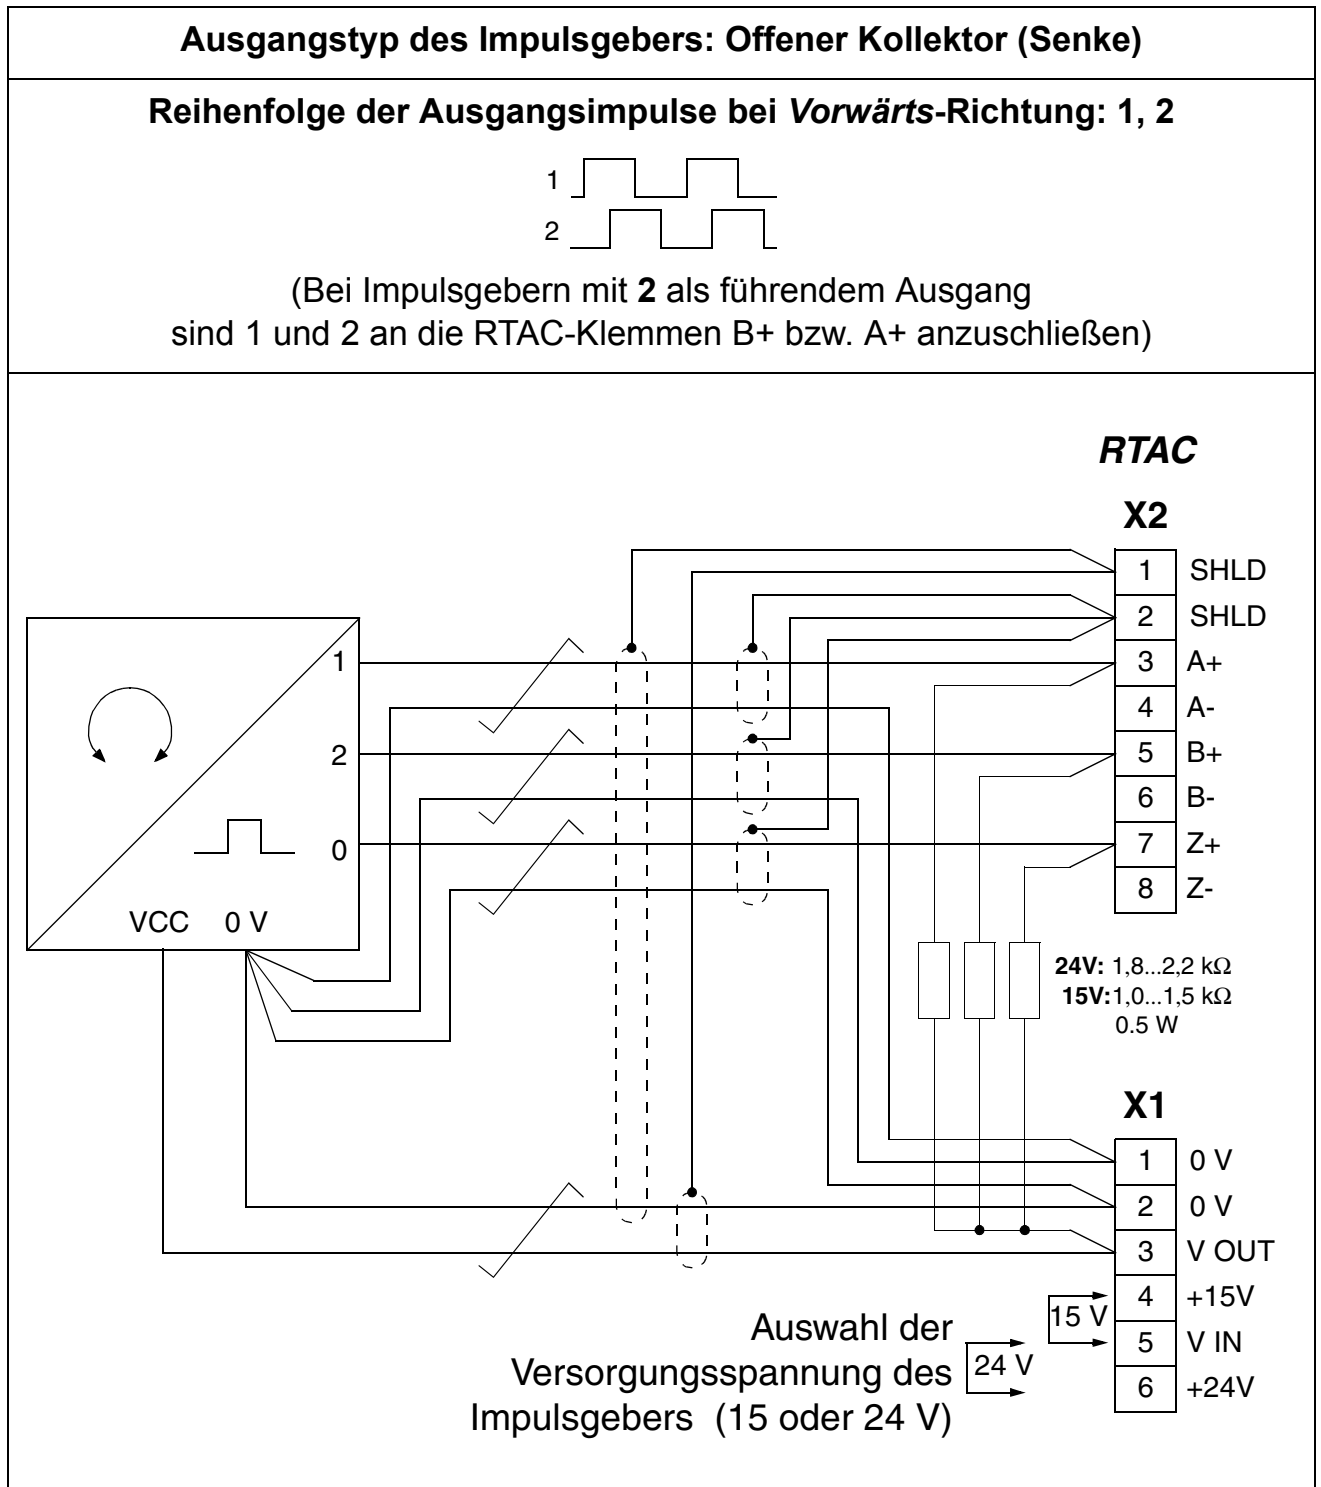 Ausgangstyp des Impulsgebers: Offener Kollektor (Senke)
Reihenfolge der Ausgangsimpulse bei Vorwärts-Richtung: 1, 2
1
2
(Bei Impulsgebern mit 2 als führendem Ausgang
sind 1 und 2 an die RTAC-Klemmen B+ bzw. A+ anzuschließen)
RTAC
X2
1 SHLD
2 SHLD
3 A+
4 A-
5 B+
6 B-
7 Z+
8 Z-
1
2
0
VCC 0 V
24V: 1,8...2,2 kΩ
15V:1,0...1,5 kΩ
0.5 W
X1
1 0 V
2 0 V
3 V OUT
4 +15V
5 V IN
6 +24V
15 V
24 V
Auswahl der
Versorgungsspannung des
Impulsgebers (15 oder 24 V)